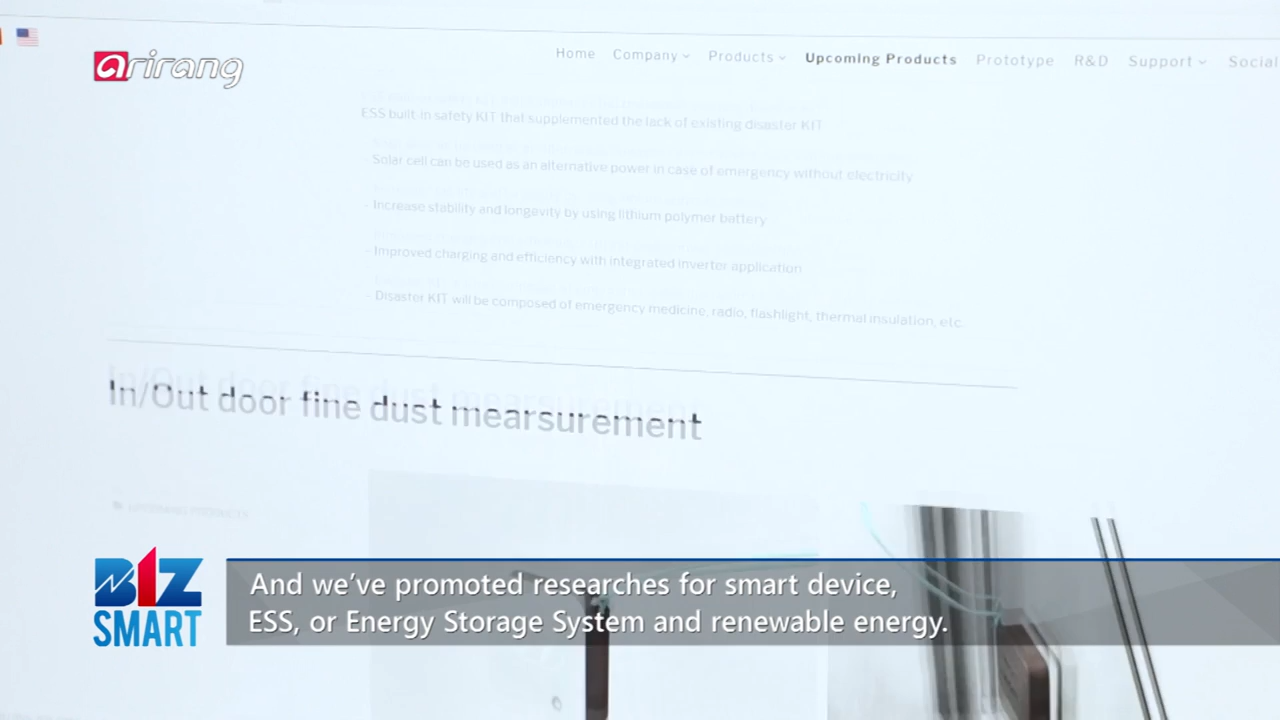 arirang
Home Company Products Upcoming Products Prototype R&D Support Social
ESS built in safety KIT that supplemented the lack of existing disaster KIT
- Solar cell can be used as an alternative power in case of emergency without electricity
- Increase stability and longevity by using lithium polymer battery
- Improved charging and efficiency with integrated inverter application
- Disaster KIT will be composed of emergency medicine, radio, flashlight, thermal insulation, etc.
In/Out door fine dust mearsurement
UPCOMING PRODUCTS
B1Z
SMART
And we've promoted researches for smart device,
ESS, or Energy Storage System and renewable energy.